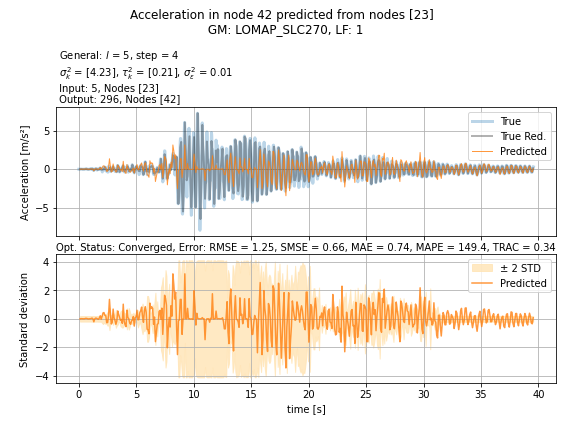 Acceleration in node 42 predicted from nodes [23]
GM: LOMAP_SLC270, LF: 1
General: l = 5, step = 4
σ²ₖ = [4.23], τ²ₖ = [0.21], σ²ₑ = 0.01
Input: 5, Nodes [23]
Output: 296, Nodes [42]
Acceleration [m/s²]
5
0
−5
True
True Red.
Predicted
Opt. Status: Converged, Error: RMSE = 1.25, SMSE = 0.66, MAE = 0.74, MAPE = 149.4, TRAC = 0.34
Standard deviation
4
2
0
−2
−4
± 2 STD
Predicted
0 5 10 15 20 25 30 35 40
time [s]